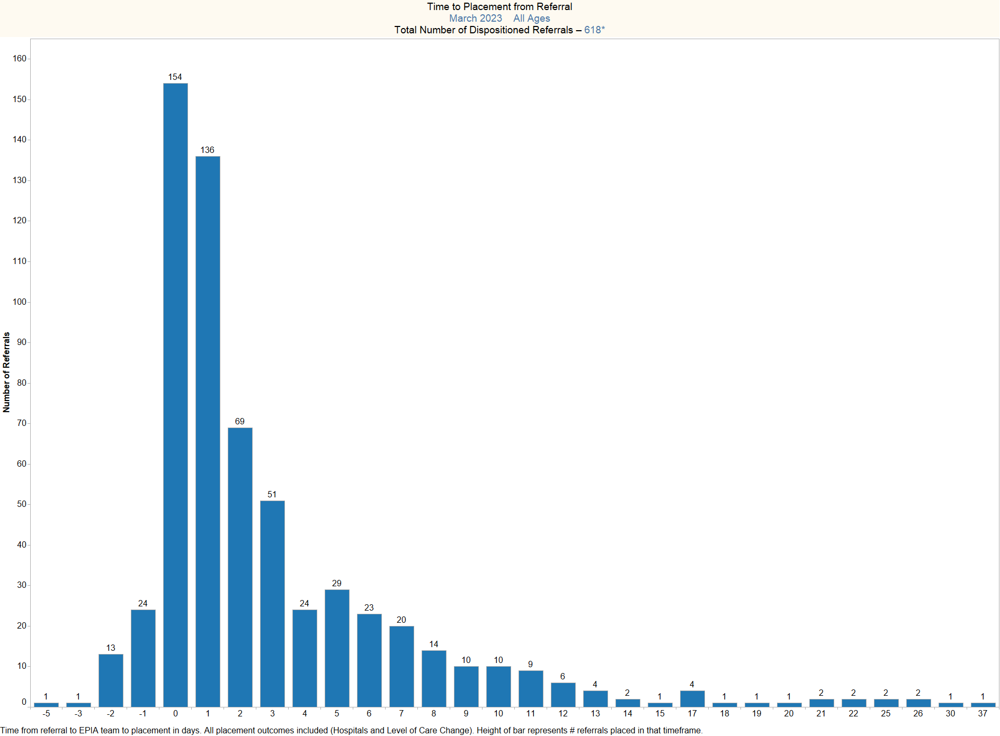 Time to Placement from Referral
March 2023 All Ages
Total Number of Dispositioned Referrals – 618*
Number of Referrals
160
150
140
130
120
110
100
90
80
70
60
50
40
30
20
10
0
1 1 13 24 154 136 69 51 24 29 23 20 14 10 10 9 6 4 2 1 4 1 1 1 2 2 2 2 1 1
-5 -3 -2 -1 0 1 2 3 4 5 6 7 8 9 10 11 12 13 14 15 17 18 19 20 21 22 25 26 30 37
Time from referral to EPIA team to placement in days. All placement outcomes included (Hospitals and Level of Care Change). Height of bar represents # referrals placed in that timeframe.